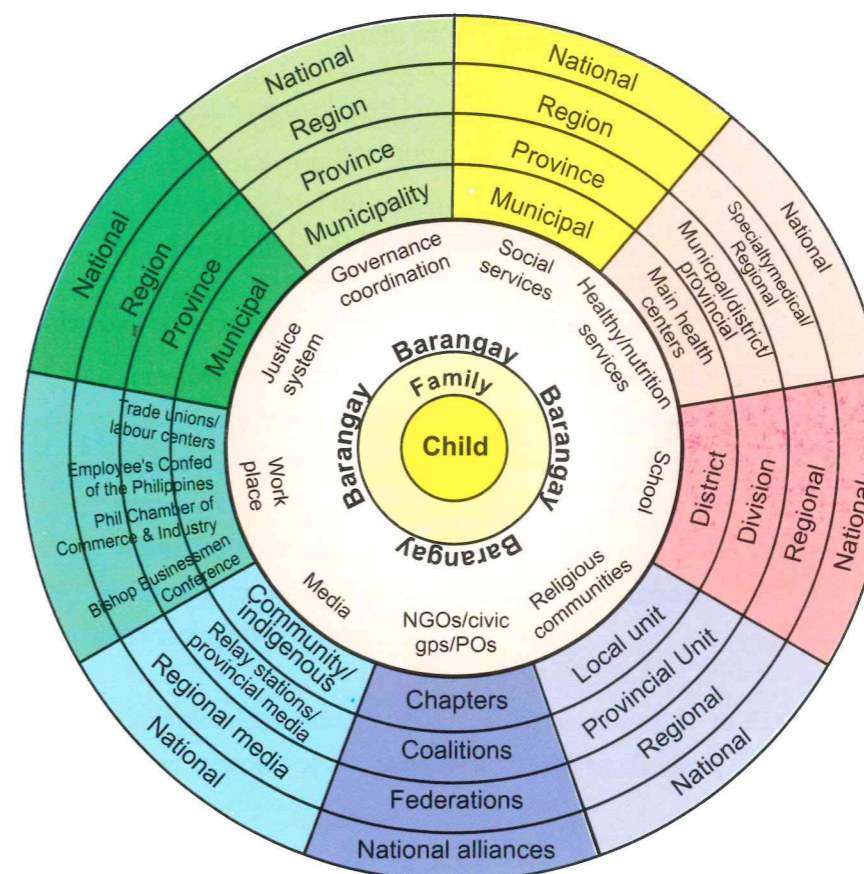 National
Region
Province
Municipality
National
Region
Province
Municipal
National
Specialtymedical/
Regional
Municpal/district/
provincial
Main health
centers
National
Regional
Division
District
National
Regional
Provincial Unit
Local unit
Chapters
Coalitions
Federations
National alliances
Community/
indigenous
Relay stations/
provincial media
Regional media
National
Trade unions/
labour centers
Employee's Confed
of the Philippines
Phil Chamber of
Commerce & Industry
Bishop Businessmen
Conference
National
Region
Province
Municipal
Governance
coordination
Social
services
Healthy/nutrition
services
School
Religious
communities
NGOs/civic
gps/POs
Media
Work
place
Justice
system
Barangay
Barangay
Barangay
Barangay
Family
Child